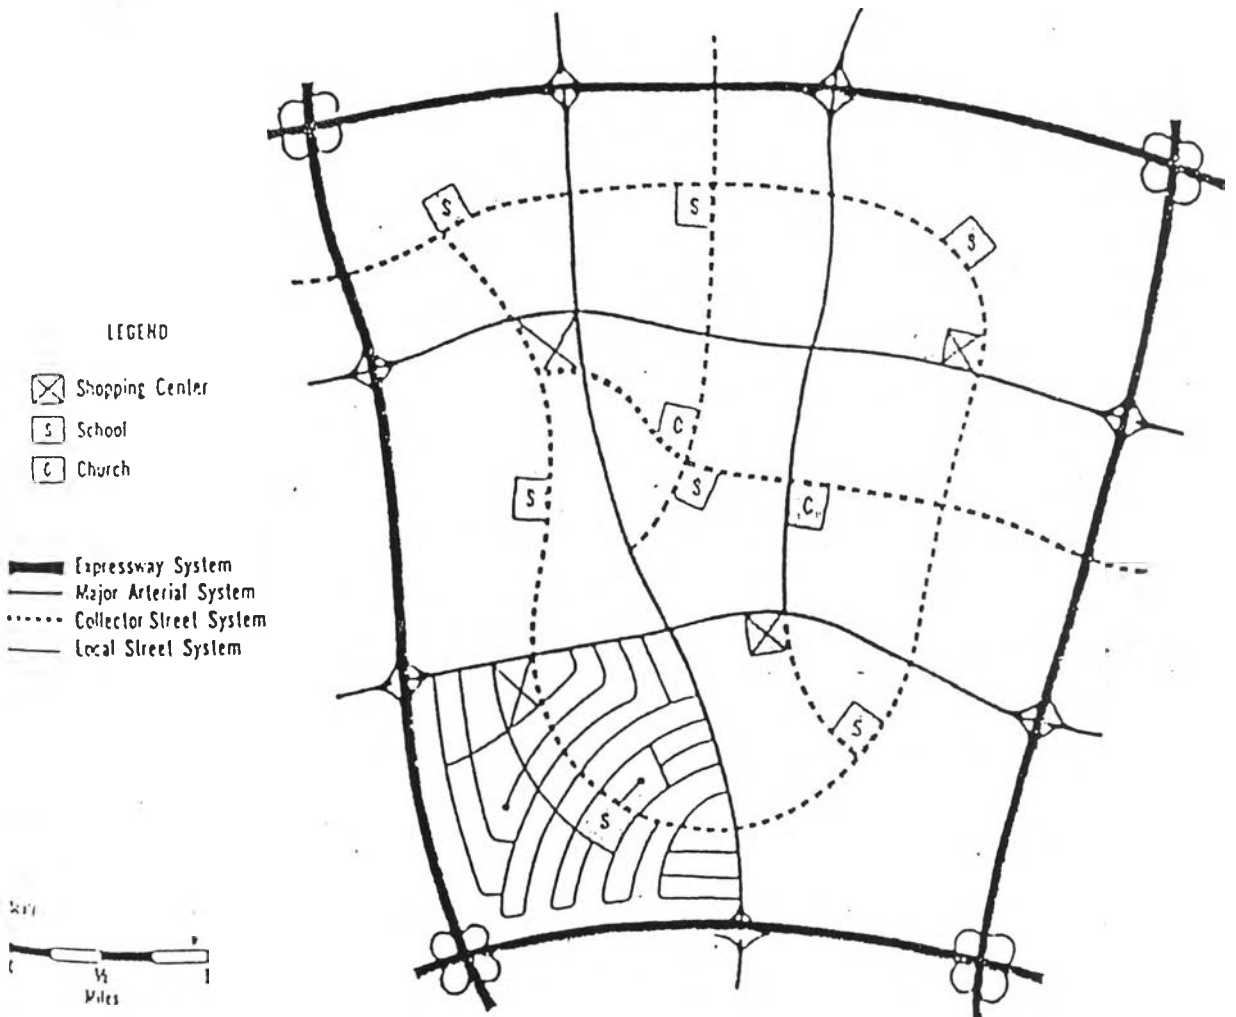 S
S
S
LEGEND
Shopping Center
S School
C Church
C
S
S
C
Expressway System
Major Arterial System
Collector Street System
Local Street System
S
S
½
Miles